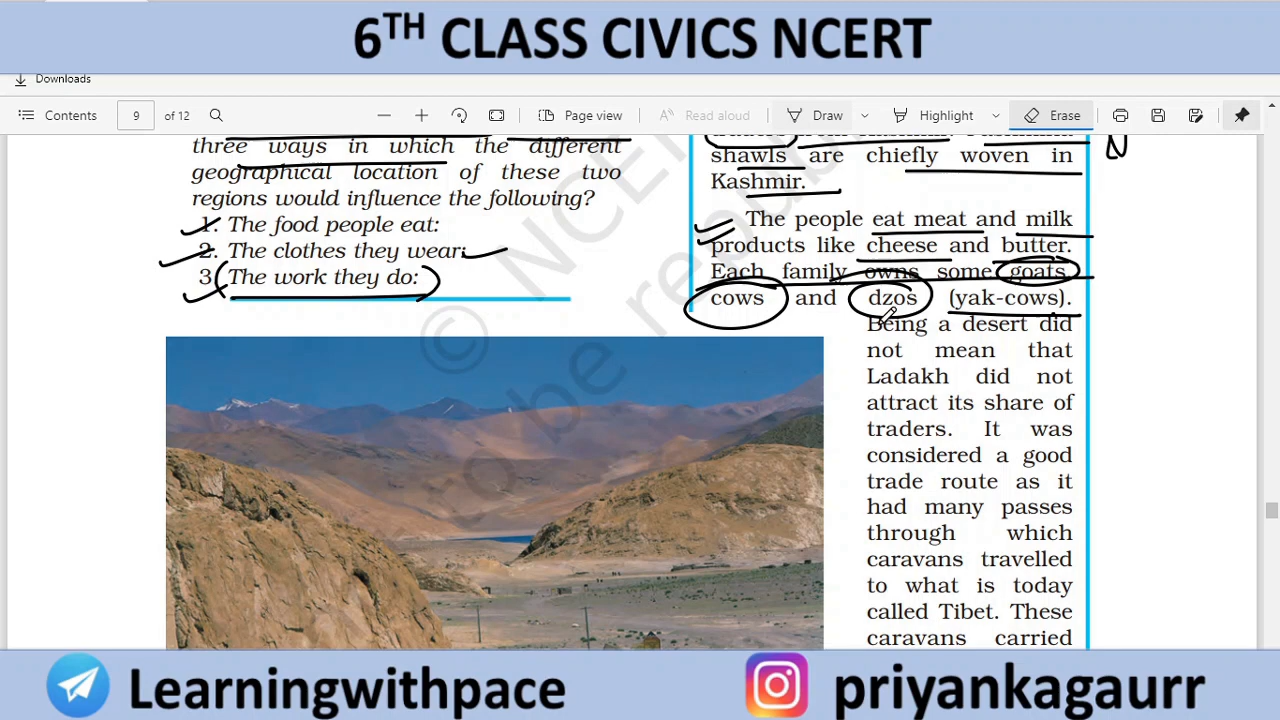 6TH CLASS CIVICS NCERT
Downloads
Contents
9
of 12
Page view
Read aloud
Draw
Highlight
Erase
three ways in which the different
geographical location of these two
regions would influence the following?
1. The food people eat:
2. The clothes they wear:
3. The work they do:
shawls are chiefly woven in
Kashmir.
N
The people eat meat and milk
products like cheese and butter.
Each family owns some goats,
cows and dzos (yak-cows).
Being a desert did
not mean that
Ladakh did not
attract its share of
traders. It was
considered a good
trade route as it
had many passes
through which
caravans travelled
to what is today
called Tibet. These
caravans carried
© NCE
o be republ
Learningwithpace
priyankagaurr